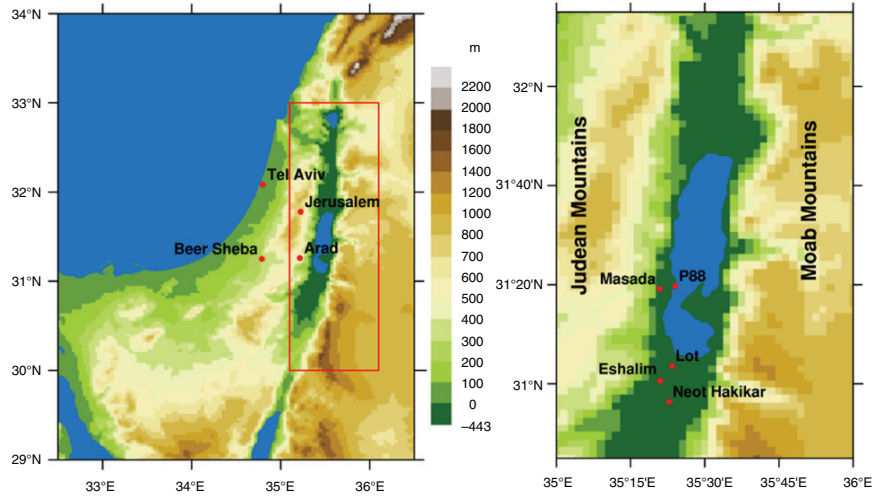 34°N
33°N
32°N
31°N
30°N
29°N
33°E
34°E
35°E
36°E
Tel Aviv
Jerusalem
Beer Sheba
Arad
m
2200
2000
1800
1600
1400
1200
1000
800
700
600
500
400
300
200
100
0
–443
32°N
31°40'
31°20'
31°N
35°E
35°15'
35°30'
35°45'
36°E
Judean Mountains
Moab Mountains
Masada
P88
Lot
Eshalim
Neot Hakikar